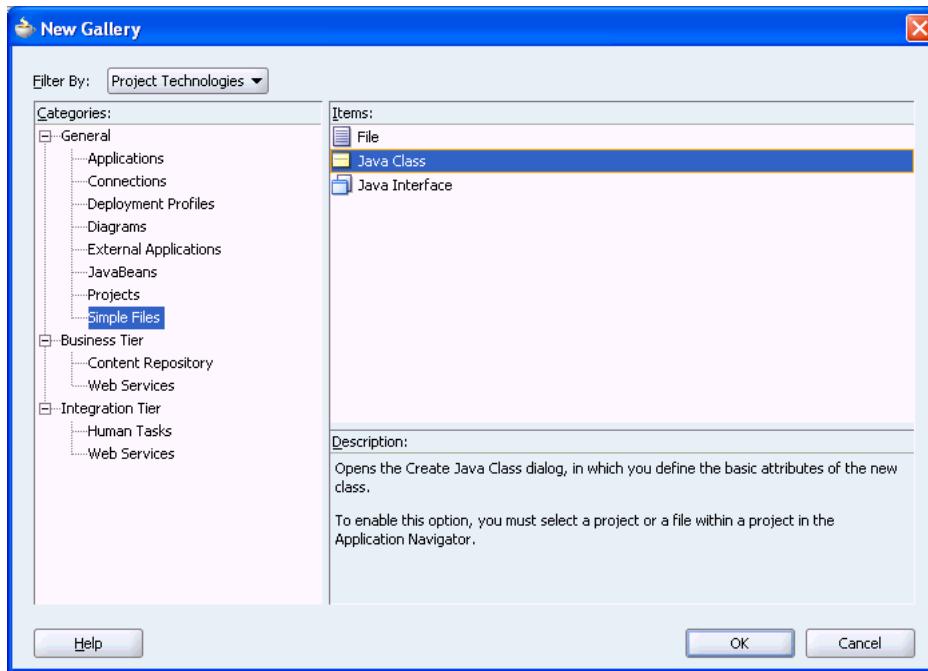 New Gallery
Filter By: Project Technologies
Categories:
General
Applications
Connections
Deployment Profiles
Diagrams
External Applications
JavaBeans
Projects
Simple Files
Business Tier
Content Repository
Web Services
Integration Tier
Human Tasks
Web Services
Items:
File
Java Class
Java Interface
Description:
Opens the Create Java Class dialog, in which you define the basic attributes of the new
class.
To enable this option, you must select a project or a file within a project in the
Application Navigator.
Help
OK
Cancel